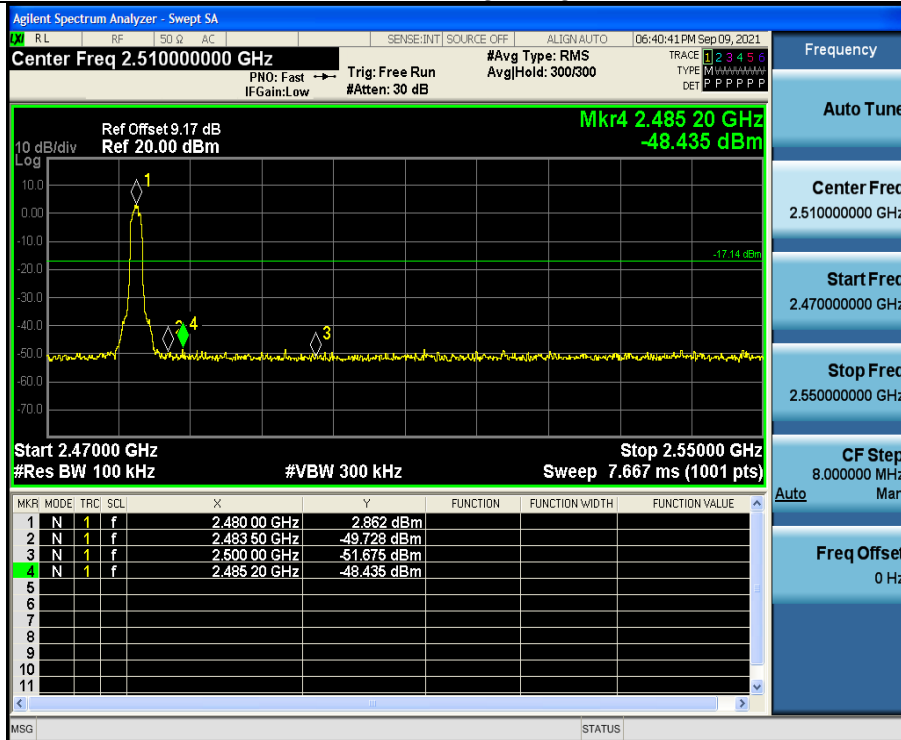 Agilent Spectrum Analyzer - Swept SA
LXI RL RF 50 Ω AC SENSE:INT SOURCE OFF ALIGN AUTO 06:40:41 PM Sep 09, 2021
Center Freq 2.510000000 GHz
PNO: Fast
IFGain:Low
Trig: Free Run
#Atten: 30 dB
#Avg Type: RMS
Avg|Hold: 300/300
TRACE 1 2 3 4 5 6
TYPE M
DET P P P P P P
Mkr4 2.485 20 GHz
-48.435 dBm
Ref Offset 9.17 dB
10 dB/div Ref 20.00 dBm
Log
10.0
0.00
-10.0
-20.0
-30.0
-40.0
-50.0
-60.0
-70.0
1
4
3
-17.14 dBm
Start 2.47000 GHz Stop 2.55000 GHz
#Res BW 100 kHz #VBW 300 kHz Sweep 7.667 ms (1001 pts)
MKR MODE TRC SCL X Y FUNCTION FUNCTION WIDTH FUNCTION VALUE
1 N 1 f 2.480 00 GHz 2.862 dBm
2 N 1 f 2.483 50 GHz -49.728 dBm
3 N 1 f 2.500 00 GHz -51.675 dBm
4 N 1 f 2.485 20 GHz -48.435 dBm
5
6
7
8
9
10
11
MSG STATUS
Frequency
Auto Tune
Center Freq
2.510000000 GHz
Start Freq
2.470000000 GHz
Stop Freq
2.550000000 GHz
CF Step
8.000000 MHz
Auto Man
Freq Offset
0 Hz